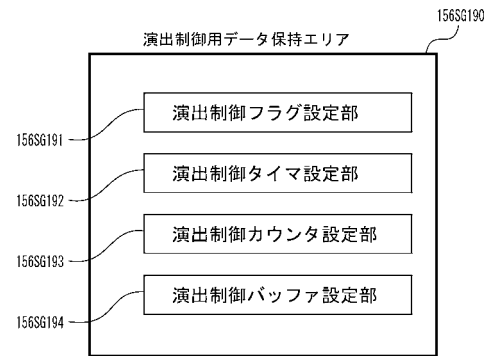 156SG190
演出制御用データ保持エリア
演出制御フラグ設定部
156SG191
演出制御タイマ設定部
156SG192
演出制御カウンタ設定部
156SG193
演出制御バッファ設定部
156SG194